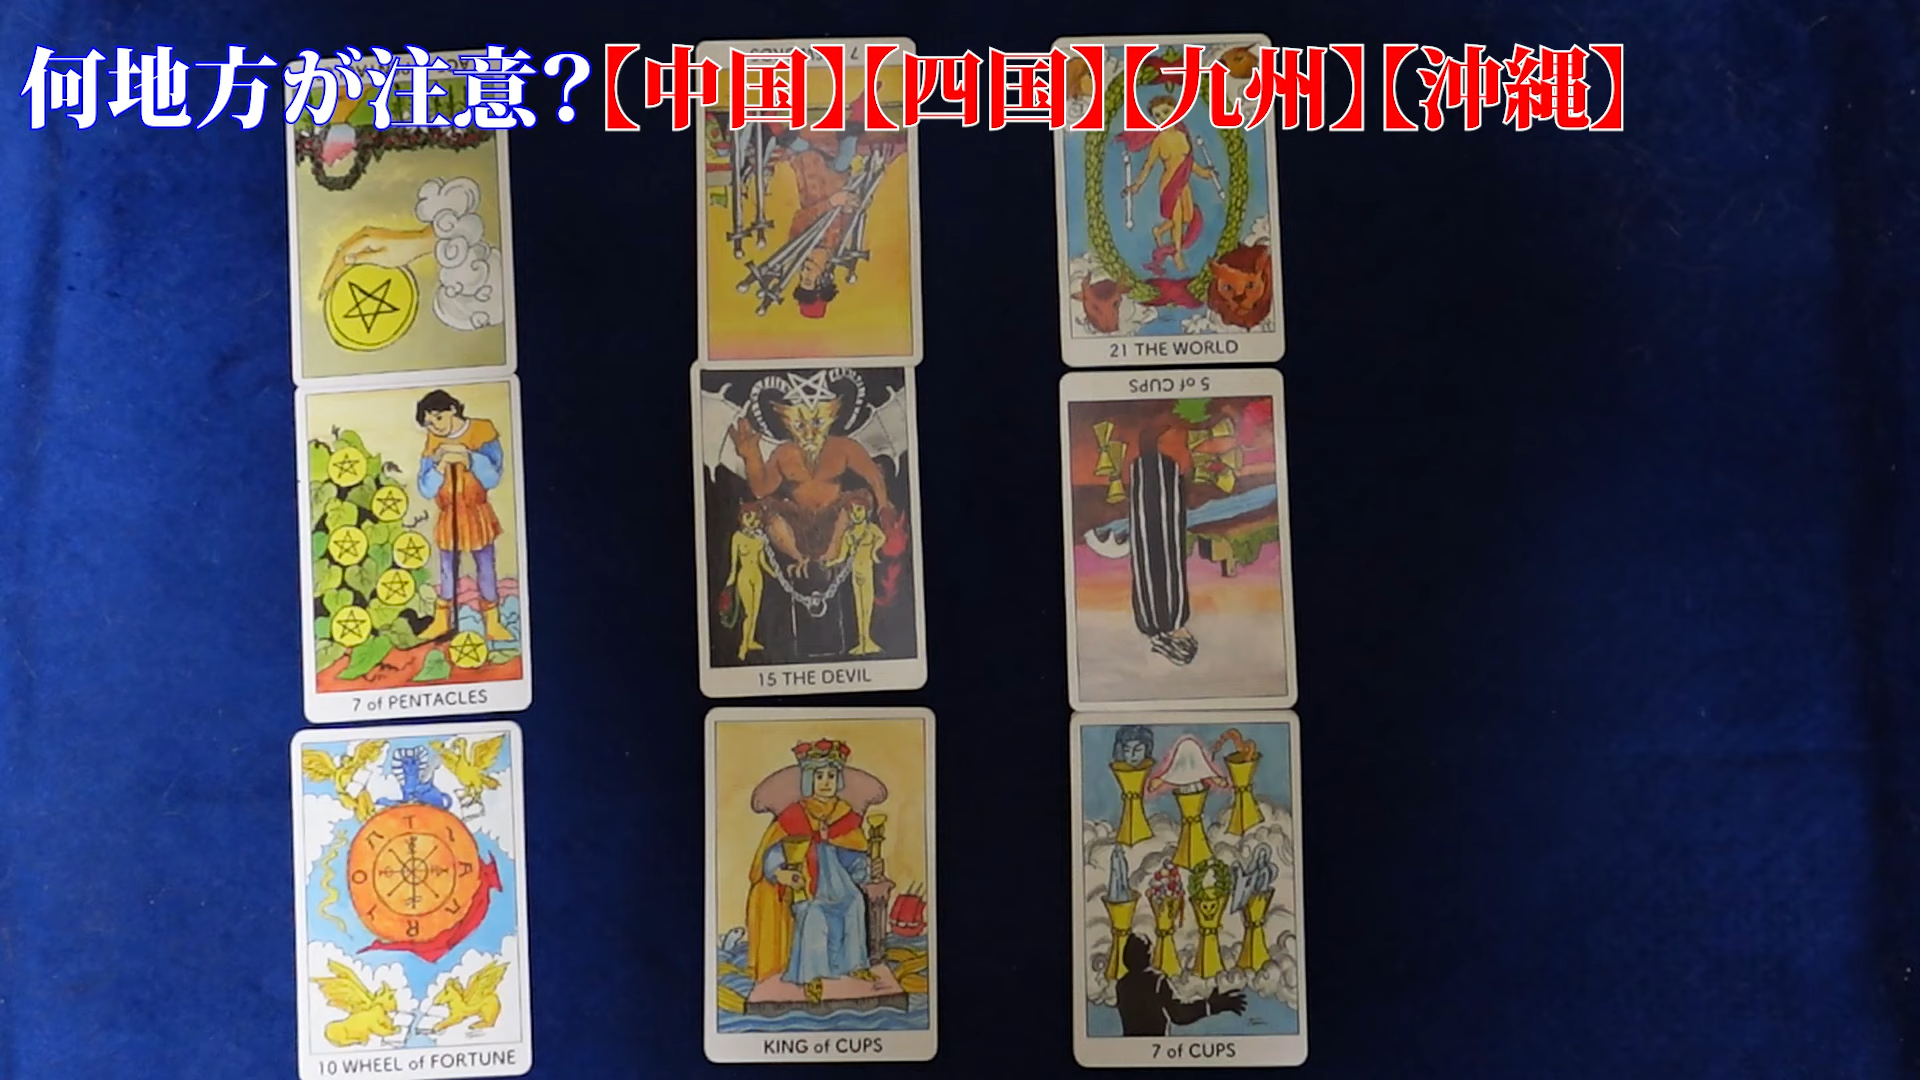 何地方が注意？【中国】【四国】【九州】【沖縄】
21 THE WORLD
5 of CUPS
15 THE DEVIL
7 of PENTACLES
KING of CUPS
7 of CUPS
10 WHEEL of FORTUNE